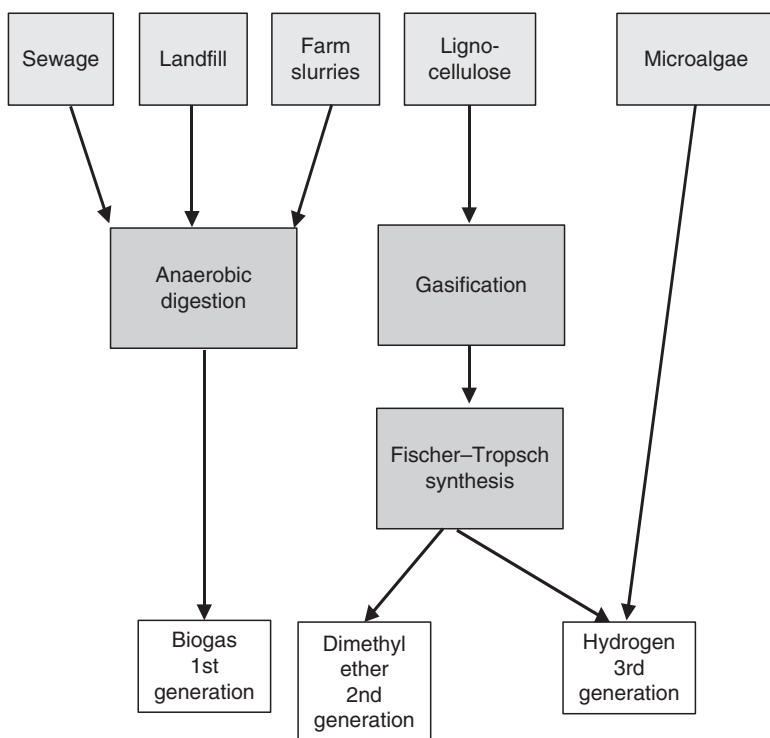 Sewage
Landfill
Farm
slurries
Ligno-
cellulose
Microalgae
Anaerobic
digestion
Gasification
Fischer–Tropsch
synthesis
Biogas
1st
generation
Dimethyl
ether
2nd
generation
Hydrogen
3rd
generation